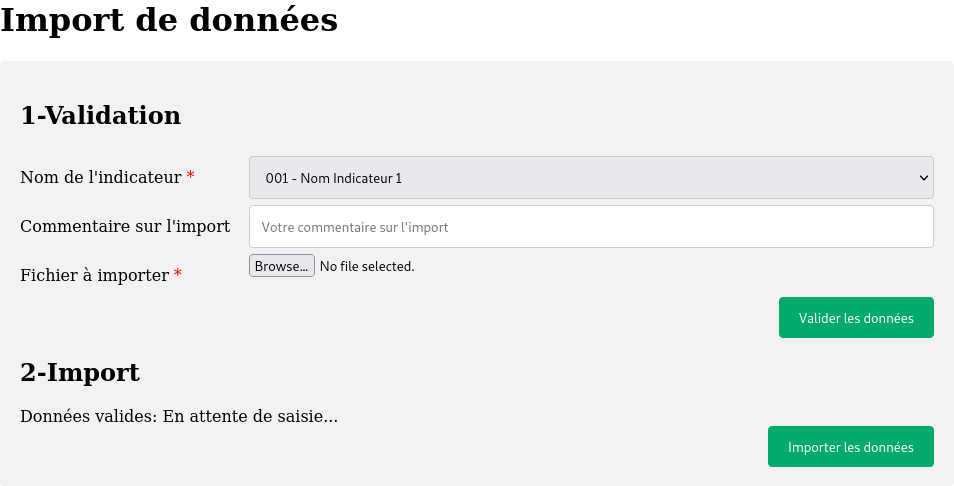 Import de données
1-Validation
Nom de l'indicateur *
001 - Nom Indicateur 1
Commentaire sur l'import
Votre commentaire sur l'import
Fichier à importer *
Browse... No file selected.
Valider les données
2-Import
Données valides: En attente de saisie...
Importer les données